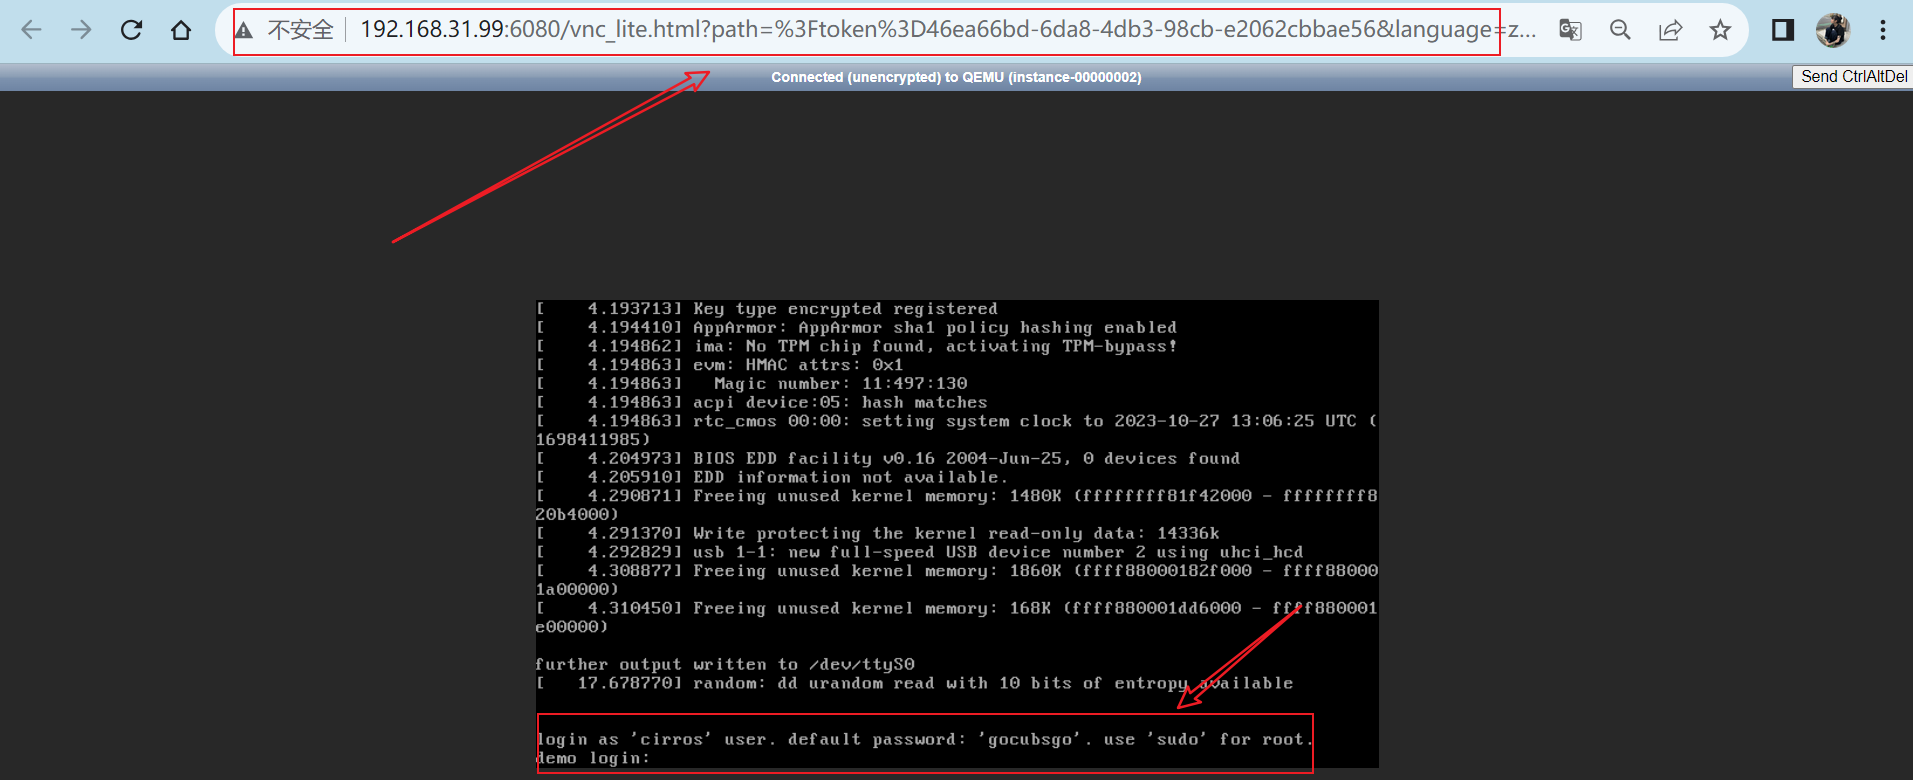 不安全 192.168.31.99:6080/vnc_lite.html?path=%3Ftoken%3D46ea66bd-6da8-4db3-98cb-e2062cbbae56&language=z...
Connected (unencrypted) to QEMU (instance-00000002)
Send CtrlAltDel
[    4.193713] Key type encrypted registered
[    4.194410] AppArmor: AppArmor sha1 policy hashing enabled
[    4.194862] ima: No TPM chip found, activating TPM-bypass!
[    4.194863] evm: HMAC attrs: 0x1
[    4.194863]   Magic number: 11:497:130
[    4.194863] acpi device:05: hash matches
[    4.194863] rtc_cmos 00:00: setting system clock to 2023-10-27 13:06:25 UTC (
1698411985)
[    4.204973] BIOS EDD facility v0.16 2004-Jun-25, 0 devices found
[    4.205910] EDD information not available.
[    4.290871] Freeing unused kernel memory: 1480K (ffffffff81f42000 - ffffffff8
20b4000)
[    4.291370] Write protecting the kernel read-only data: 14336k
[    4.292829] usb 1-1: new full-speed USB device number 2 using uhci_hcd
[    4.308877] Freeing unused kernel memory: 1860K (ffff88000182f000 - ffff88000
1a00000)
[    4.310450] Freeing unused kernel memory: 168K (ffff880001dd6000 - ffff880001
e00000)
further output written to /dev/ttyS0
[   17.678770] random: dd urandom read with 10 bits of entropy available
login as 'cirros' user. default password: 'gocubsgo'. use 'sudo' for root.
demo login: